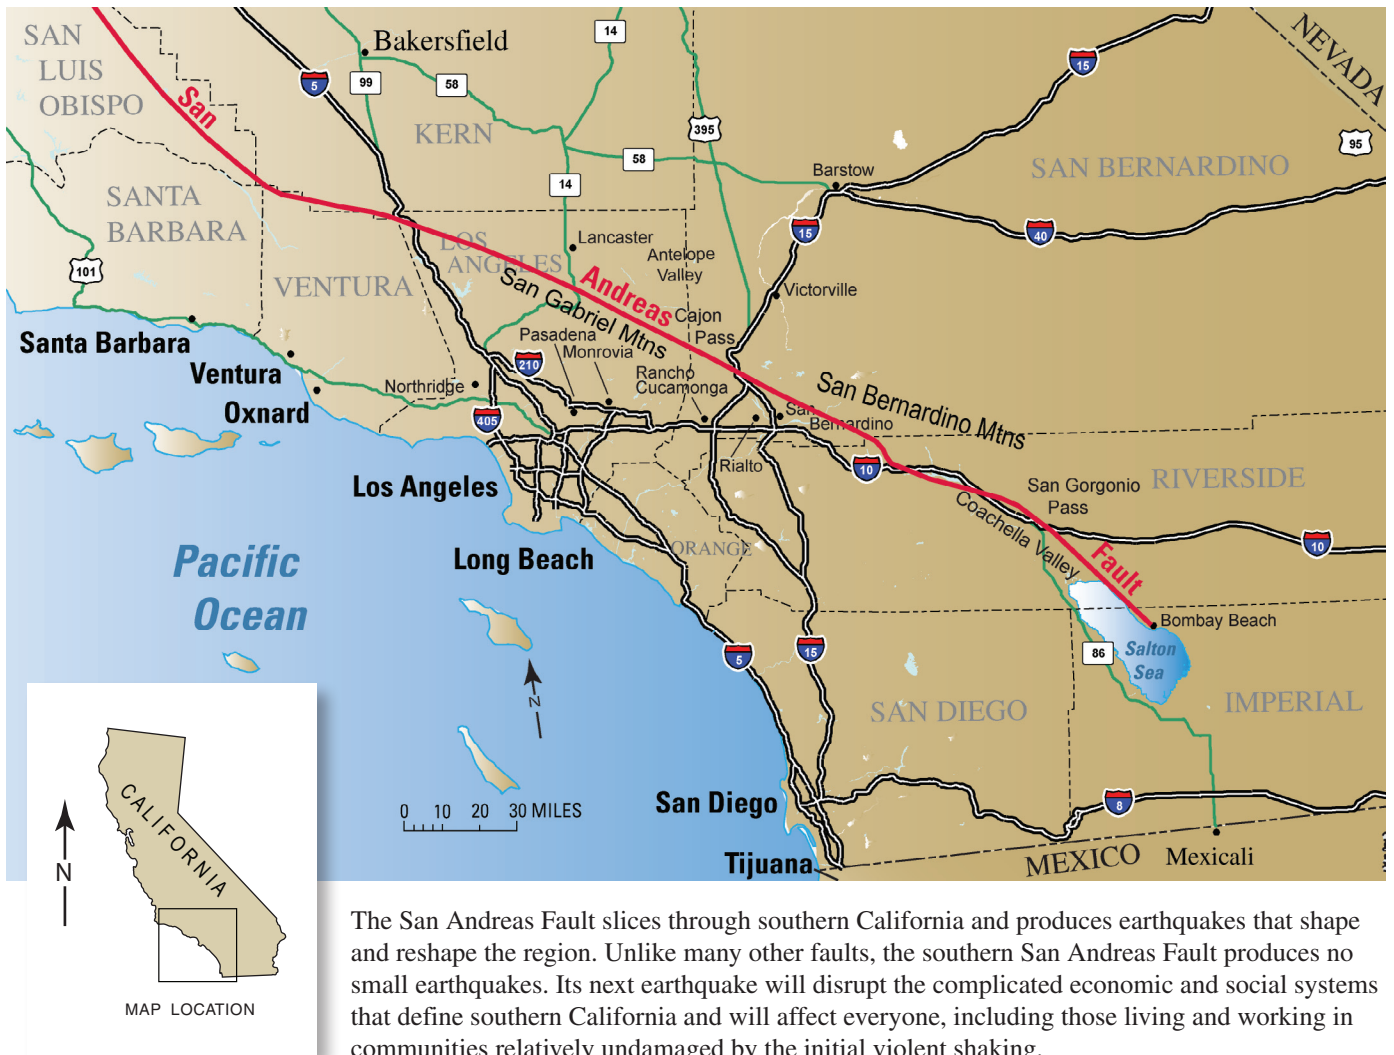 SAN
LUIS
OBISPO
San
5
Bakersfield
99
58
14
KERN
395
58
14
15
NEVADA
95
SAN BERNARDINO
Barstow
15
40
SANTA
BARBARA
101
VENTURA
LOS
ANGELES
Lancaster
Antelope
Valley
Andreas
San Gabriel Mtns
Cajon
Pass
Victorville
Santa Barbara
Ventura
Oxnard
Northridge
Pasadena
Monrovia
210
405
Rancho
Cucamonga
San Bernardino Mtns
San
Bernardino
Rialto
10
Los Angeles
Long Beach
ORANGE
San Gorgonio
Pass
RIVERSIDE
Coachella Valley
Fault
10
Pacific
Ocean
Bombay Beach
Salton
Sea
86
5
15
SAN DIEGO
IMPERIAL
N
0 10 20 30 MILES
San Diego
8
Tijuana
MEXICO
Mexicali
CALIFORNIA
N
MAP LOCATION
The San Andreas Fault slices through southern California and produces earthquakes that shape
and reshape the region. Unlike many other faults, the southern San Andreas Fault produces no
small earthquakes. Its next earthquake will disrupt the complicated economic and social systems
that define southern California and will affect everyone, including those living and working in
communities relatively undamaged by the initial violent shaking.